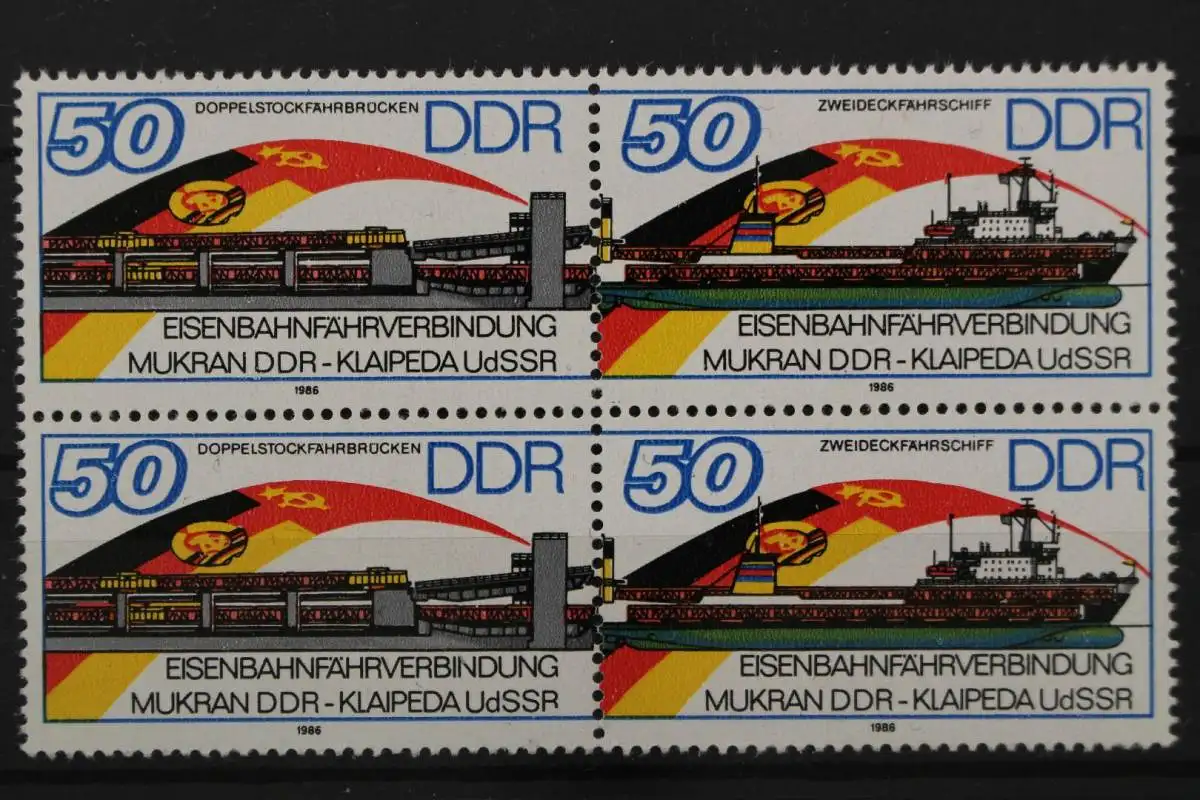 50 DOPPELSTOCKFÄHRBRÜCKEN DDR
EISENBAHNFÄHRVERBINDUNG
MUKRAN DDR - KLAIPEDA UdSSR
1986
50 ZWEIDECKFÄHRSCHIFF DDR
EISENBAHNFÄHRVERBINDUNG
MUKRAN DDR - KLAIPEDA UdSSR
1986
50 DOPPELSTOCKFÄHRBRÜCKEN DDR
EISENBAHNFÄHRVERBINDUNG
MUKRAN DDR - KLAIPEDA UdSSR
1986
50 ZWEIDECKFÄHRSCHIFF DDR
EISENBAHNFÄHRVERBINDUNG
MUKRAN DDR - KLAIPEDA UdSSR
1986